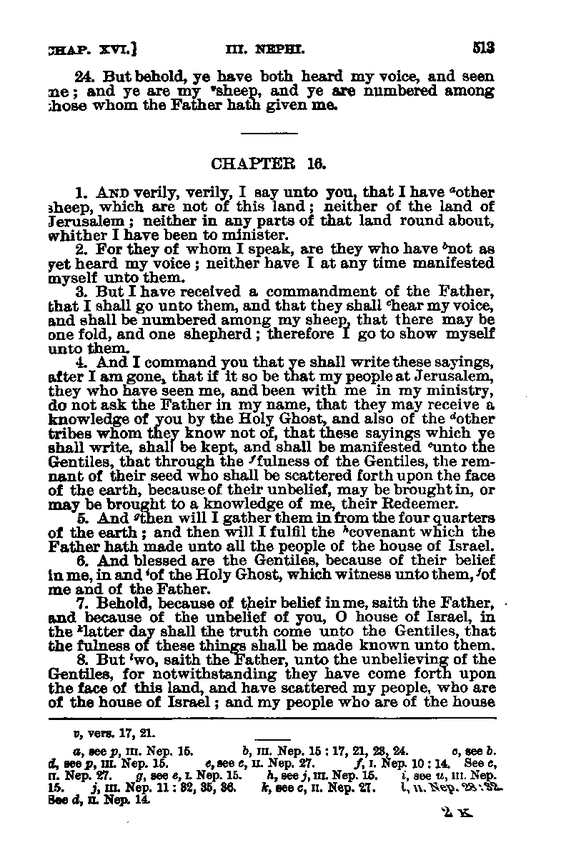 CHAP. XVI.] III. NEPHI. 513
24. But behold, ye have both heard my voice, and seen
me; and ye are my ᵛsheep, and ye are numbered among
those whom the Father hath given me.
CHAPTER 16.
1. AND verily, verily, I say unto you, that I have ᵃother
sheep, which are not of this land; neither of the land of
Jerusalem; neither in any parts of that land round about,
whither I have been to minister.
2. For they of whom I speak, are they who have ᵇnot as
yet heard my voice; neither have I at any time manifested
myself unto them.
3. But I have received a commandment of the Father,
that I shall go unto them, and that they shall ᶜhear my voice,
and shall be numbered among my sheep, that there may be
one fold, and one shepherd; therefore I go to show myself
unto them.
4. And I command you that ye shall write these sayings,
after I am gone, that if it so be that my people at Jerusalem,
they who have seen me, and been with me in my ministry,
do not ask the Father in my name, that they may receive a
knowledge of you by the Holy Ghost, and also of the ᵈother
tribes whom they know not of, that these sayings which ye
shall write, shall be kept, and shall be manifested ᵉunto the
Gentiles, that through the ᶠfulness of the Gentiles, the rem-
nant of their seed who shall be scattered forth upon the face
of the earth, because of their unbelief, may be brought in, or
may be brought to a knowledge of me, their Redeemer.
5. And ᵍthen will I gather them in from the four quarters
of the earth; and then will I fulfil the ʰcovenant which the
Father hath made unto all the people of the house of Israel.
6. And blessed are the Gentiles, because of their belief
in me, in and ⁱof the Holy Ghost, which witness unto them, ʲof
me and of the Father.
7. Behold, because of their belief in me, saith the Father,
and because of the unbelief of you, O house of Israel, in
the ᵏlatter day shall the truth come unto the Gentiles, that
the fulness of these things shall be made known unto them.
8. But ˡwo, saith the Father, unto the unbelieving of the
Gentiles, for notwithstanding they have come forth upon
the face of this land, and have scattered my people, who are
of the house of Israel; and my people who are of the house
v, vers. 17, 21.
a, see p, III. Nep. 15. b, III. Nep. 15 : 17, 21, 23, 24. c, see b.
d, see p, III. Nep. 15. e, see c, II. Nep. 27. f, I. Nep. 10 : 14. See c,
II. Nep. 27. g, see e, I. Nep. 15. h, see j, III. Nep. 15. i, see u, III. Nep.
15. j, III. Nep. 11 : 32, 35, 36. k, see c, II. Nep. 27. l, II. Nep. 28 : 32.
See d, II. Nep. 14.
2 K